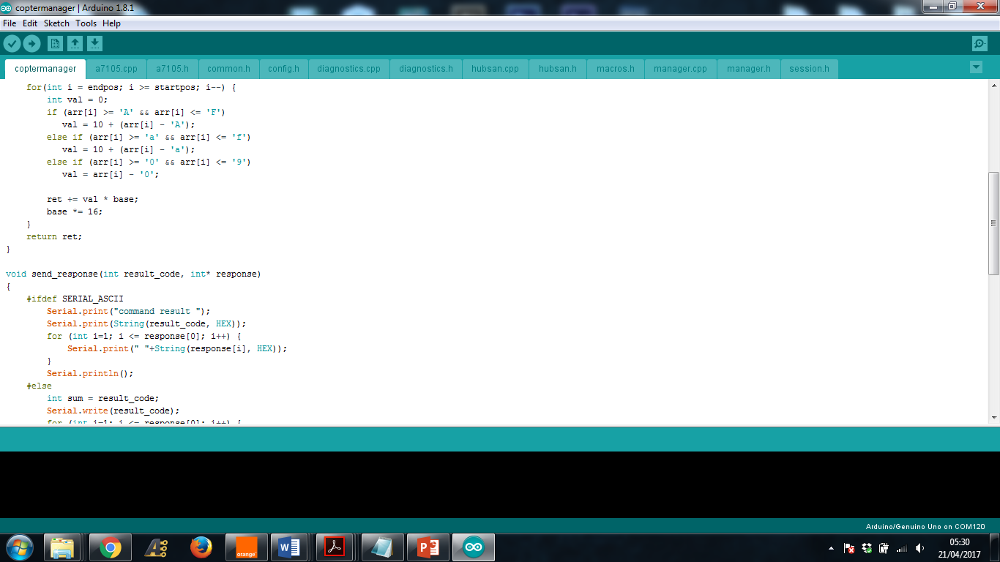 coptermanager | Arduino 1.8.1
File Edit Sketch Tools Help
coptermanager a7105.cpp a7105.h common.h config.h diagnostics.cpp diagnostics.h hubsan.cpp hubsan.h macros.h manager.cpp manager.h session.h
for(int i = endpos; i >= startpos; i--) {
int val = 0;
if (arr[i] >= 'A' && arr[i] <= 'F')
val = 10 + (arr[i] - 'A');
else if (arr[i] >= 'a' && arr[i] <= 'f')
val = 10 + (arr[i] - 'a');
else if (arr[i] >= '0' && arr[i] <= '9')
val = arr[i] - '0';
ret += val * base;
base *= 16;
}
return ret;
}
void send_response(int result_code, int* response)
{
#ifdef SERIAL_ASCII
Serial.print("command result ");
Serial.print(String(result_code, HEX));
for (int i=1; i <= response[0]; i++) {
Serial.print(" "+String(response[i], HEX));
}
Serial.println();
#else
int sum = result_code;
Serial.write(result_code);
for (int i=1; i <= response[0]; i++) {
Arduino/Genuino Uno on COM120
orange
05:30
21/04/2017